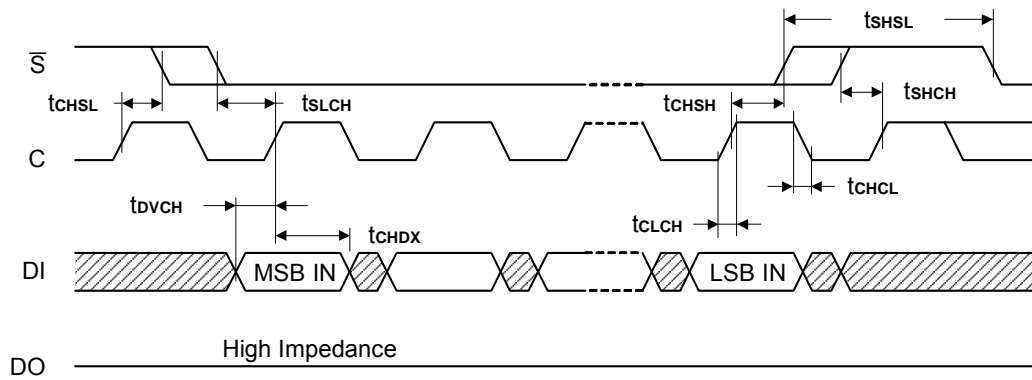 tSHSL
S̅
tCHSL
tSLCH
tCHSH
tSHCH
C
tDVCH
tCHDX
tCLCH
tCHCL
DI
MSB IN
LSB IN
High Impedance
DO